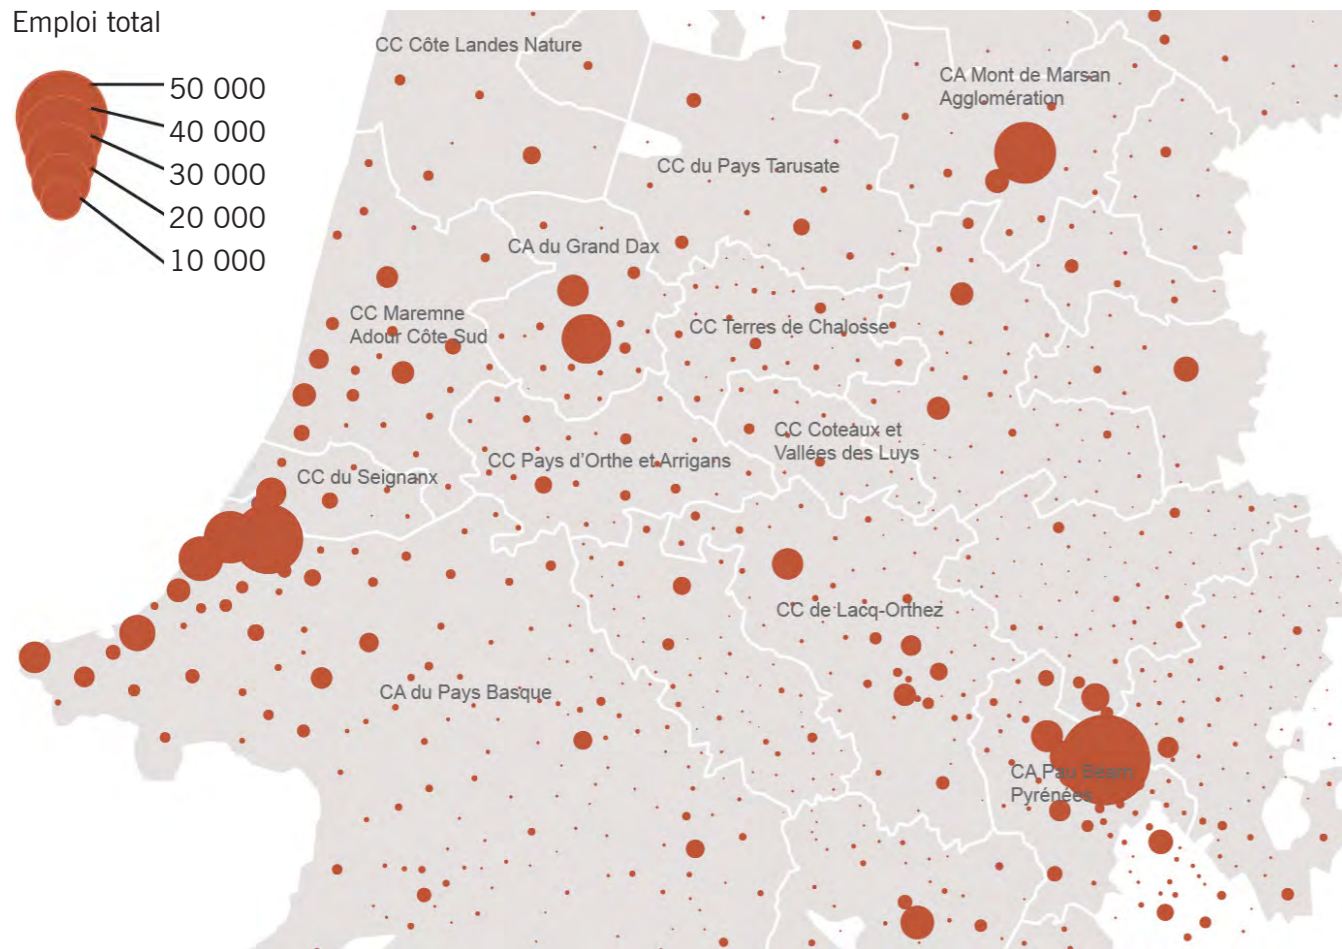 Emploi total
50 000
40 000
30 000
20 000
10 000
CC Côte Landes Nature
CA Mont de Marsan
Agglomération
CC du Pays Tarusate
CA du Grand Dax
CC Maremne
Adour Côte Sud
CC Terres de Chalosse
CC Coteaux et
Vallées des Luys
CC Pays d'Orthe et Arrigans
CC du Seignanx
CC de Lacq-Orthez
CA du Pays Basque
CA Pau Béarn
Pyrénées